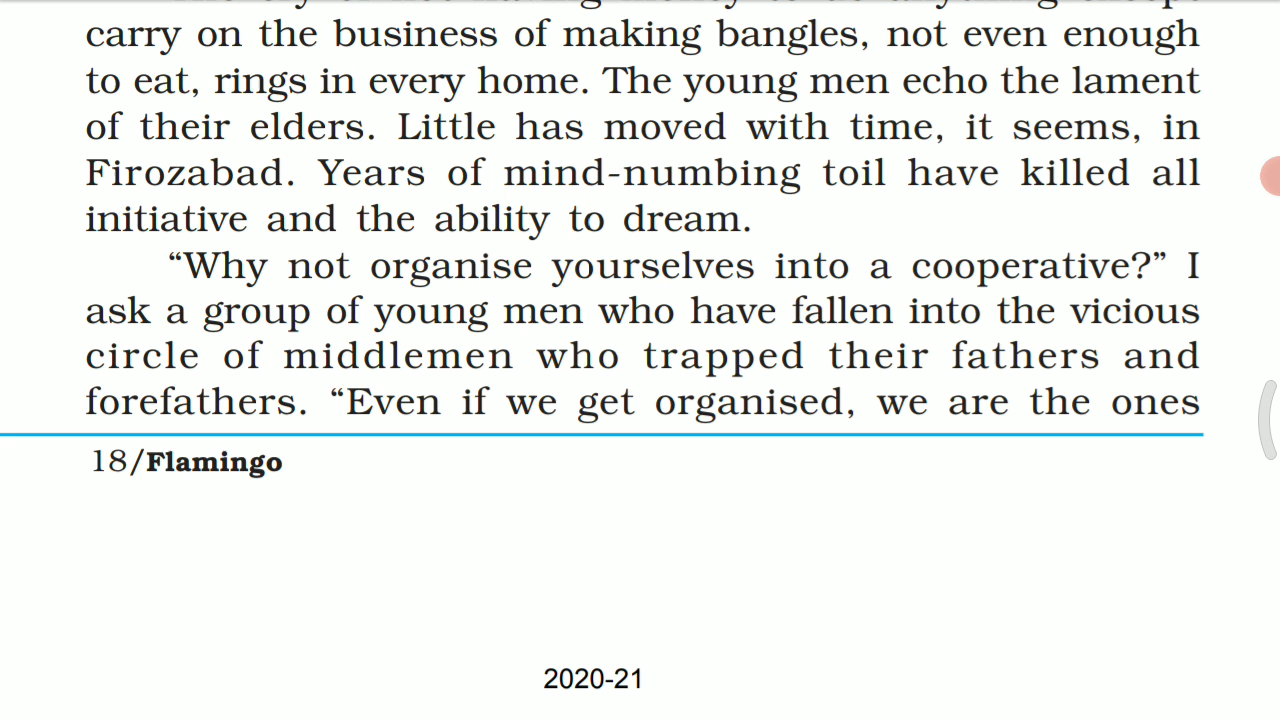 carry on the business of making bangles, not even enough
to eat, rings in every home. The young men echo the lament
of their elders. Little has moved with time, it seems, in
Firozabad. Years of mind-numbing toil have killed all
initiative and the ability to dream.
“Why not organise yourselves into a cooperative?” I
ask a group of young men who have fallen into the vicious
circle of middlemen who trapped their fathers and
forefathers. “Even if we get organised, we are the ones
18/Flamingo
2020-21